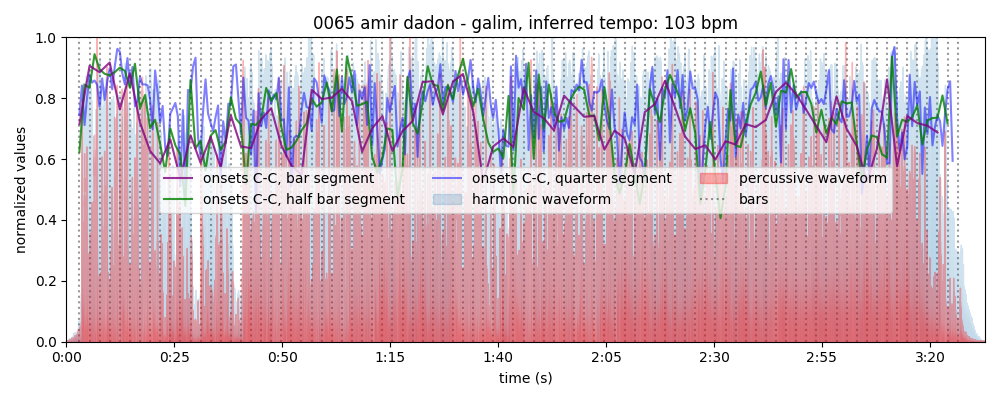 0065 amir dadon - galim, inferred tempo: 103 bpm
1.0
0.8
0.6
0.4
0.2
0.0
normalized values
onsets C-C, bar segment
onsets C-C, half bar segment
onsets C-C, quarter segment
harmonic waveform
percussive waveform
bars
0:00 0:25 0:50 1:15 1:40 2:05 2:30 2:55 3:20
time (s)